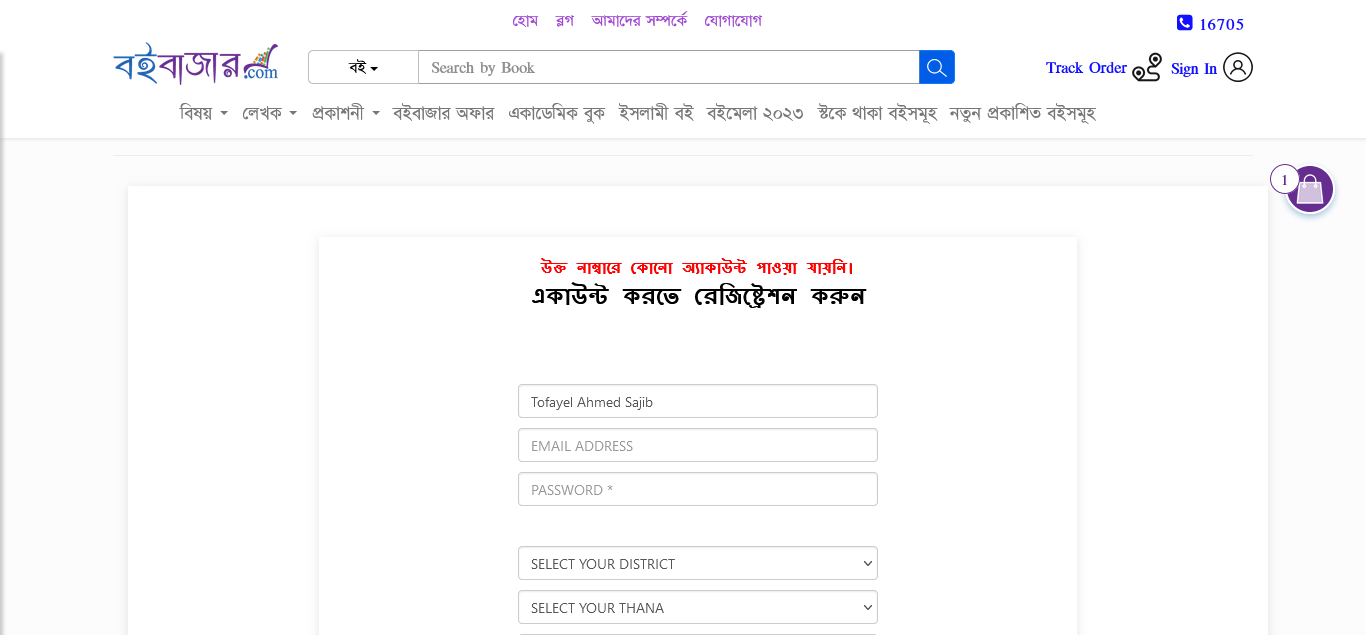 হোম ব্লগ আমাদের সম্পর্কে যোগাযোগ
16705
বইবাজার.com
বই
Search by Book
Track Order
Sign In
বিষয় লেখক প্রকাশনী বইবাজার অফার একাডেমিক বুক ইসলামী বই বইমেলা ২০২৩ স্টকে থাকা বইসমূহ নতুন প্রকাশিত বইসমূহ
1
উক্ত নাম্বারে কোনো অ্যাকাউন্ট পাওয়া যায়নি।
একাউন্ট করতে রেজিষ্ট্রেশন করুন
Tofayel Ahmed Sajib
EMAIL ADDRESS
PASSWORD *
SELECT YOUR DISTRICT
SELECT YOUR THANA